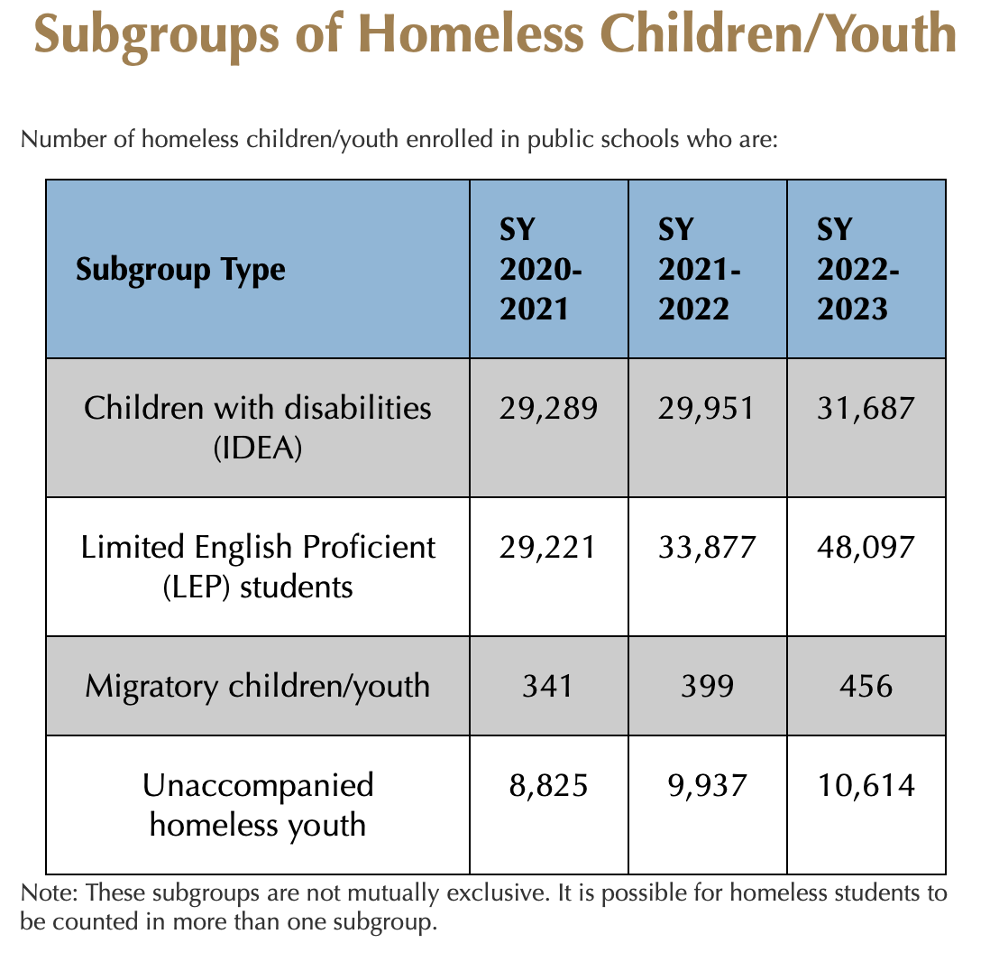 Subgroups of Homeless Children/Youth
Number of homeless children/youth enrolled in public schools who are:
Subgroup Type
SY
2020-
2021
SY
2021-
2022
SY
2022-
2023
Children with disabilities
(IDEA)
29,289
29,951
31,687
Limited English Proficient
(LEP) students
29,221
33,877
48,097
Migratory children/youth
341
399
456
Unaccompanied
homeless youth
8,825
9,937
10,614
Note: These subgroups are not mutually exclusive. It is possible for homeless students to
be counted in more than one subgroup.